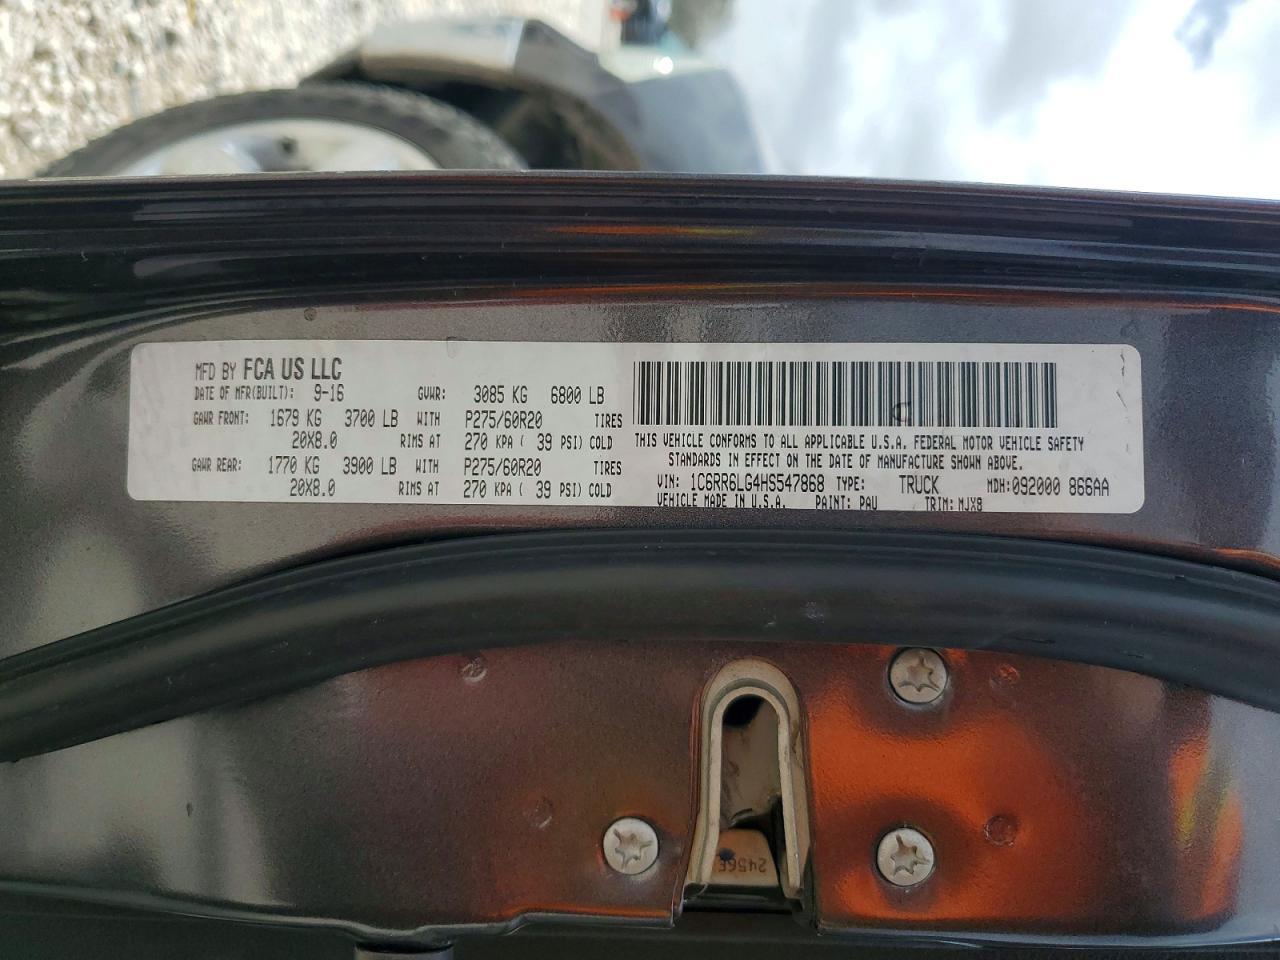 MFD BY FCA US LLC
DATE OF MFR(BUILT): 9-16 GVWR: 3085 KG 6800 LB
GAWR FRONT: 1679 KG 3700 LB WITH P275/60R20 TIRES
20X8.0 RIMS AT 270 KPA ( 39 PSI) COLD
GAWR REAR: 1770 KG 3900 LB WITH P275/60R20 TIRES
20X8.0 RIMS AT 270 KPA ( 39 PSI) COLD
THIS VEHICLE CONFORMS TO ALL APPLICABLE U.S.A. FEDERAL MOTOR VEHICLE SAFETY
STANDARDS IN EFFECT ON THE DATE OF MANUFACTURE SHOWN ABOVE.
VIN: 1C6RR6LG4HS547868 TYPE: TRUCK MDH:092000 866AA
VEHICLE MADE IN U.S.A. PAINT: PAU TRIM: MJX8